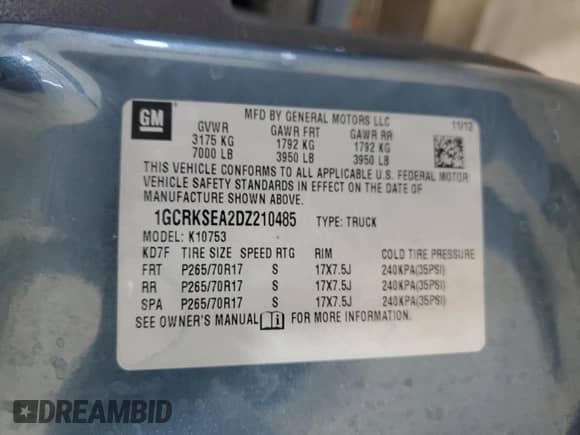 GM
MFD BY GENERAL MOTORS LLC
11/12
GVWR GAWR FRT GAWR RR
3175 KG 1792 KG 1792 KG
7000 LB 3950 LB 3950 LB
THIS VEHICLE CONFORMS TO ALL APPLICABLE U.S. FEDERAL MOTOR
VEHICLE SAFETY STANDARDS IN EFFECT ON THE DATE OF
MANUFACTURE SHOWN ABOVE.
1GCRKSEA2DZ210485 TYPE: TRUCK
MODEL: K10753
KD7F TIRE SIZE SPEED RTG RIM COLD TIRE PRESSURE
FRT P265/70R17 S 17X7.5J 240KPA(35PSI)
RR P265/70R17 S 17X7.5J 240KPA(35PSI)
SPA P265/70R17 S 17X7.5J 240KPA(35PSI)
SEE OWNER'S MANUAL FOR MORE INFORMATION.
DREAMBID